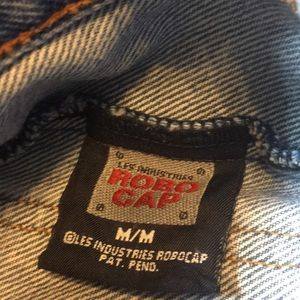 LES INDUSTRIES
ROBO
CAP
M/M
©LES INDUSTRIES ROBOCAP
PAT. PEND.